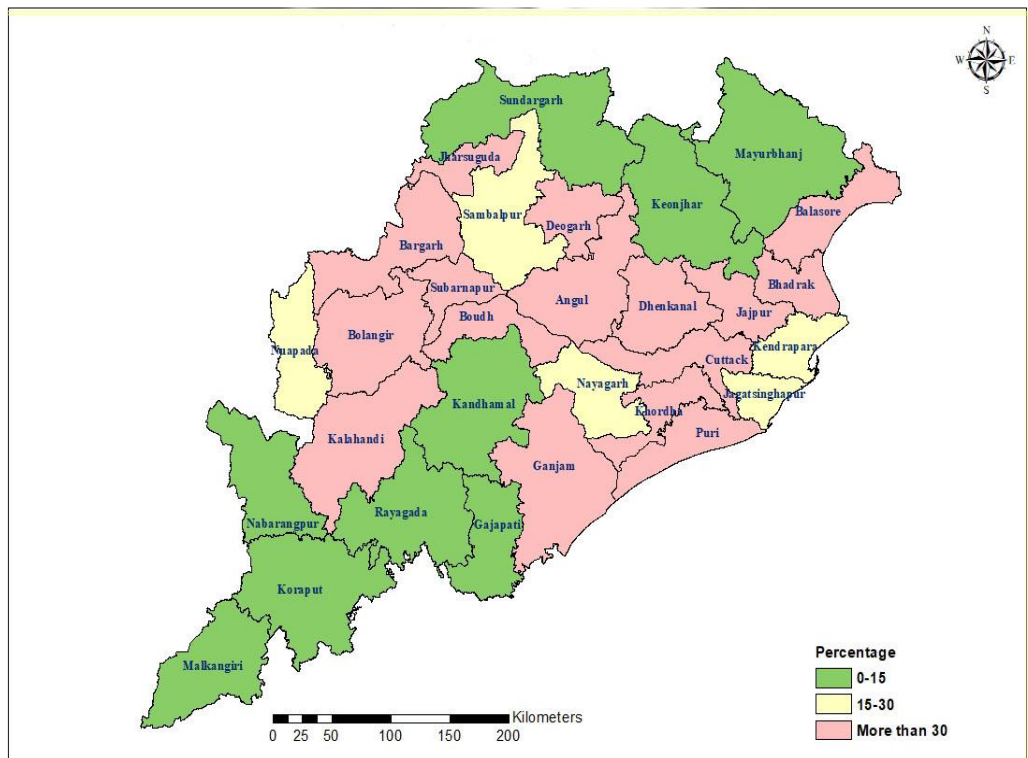 N
W E
S
Sundargarh
Mayurbhanj
Jharsuguda
Keonjhar
Balasore
Sambalpur
Deogarh
Bargarh
Bhadrak
Subarnapur
Angul
Dhenkanal
Jajpur
Boudh
Bolangir
Kendrapara
Nuapada
Cuttack
Nayagarh
Jagatsinghapur
Kandhamal
Khordha
Kalahandi
Puri
Ganjam
Rayagada
Nabarangpur
Gajapati
Koraput
Malkangiri
Percentage
0-15
15-30
More than 30
Kilometers
0 25 50 100 150 200